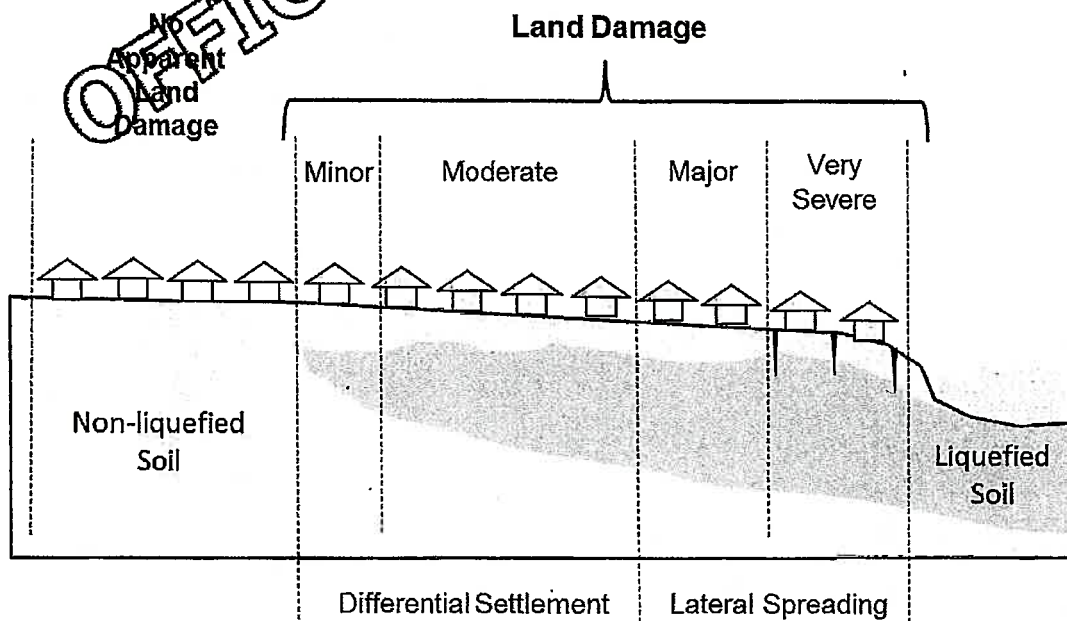 No
Apparent
Land
Damage
Land Damage
Minor
Moderate
Major
Very
Severe
Non-liquefied
Soil
Liquefied
Soil
Differential Settlement
Lateral Spreading